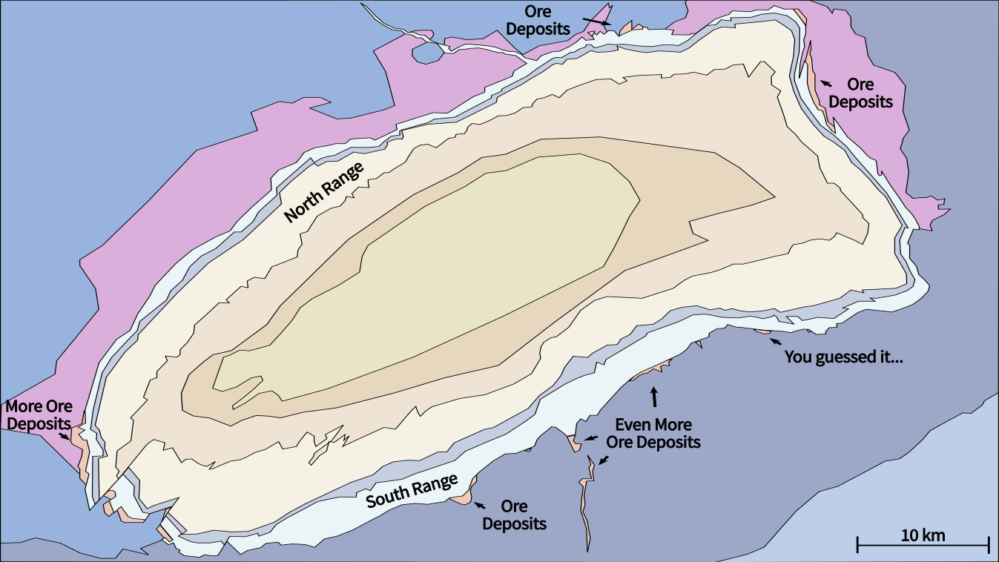 Ore
Deposits
Ore
Deposits
North Range
You guessed it...
More Ore
Deposits
Even More
Ore Deposits
South Range
Ore
Deposits
10 km